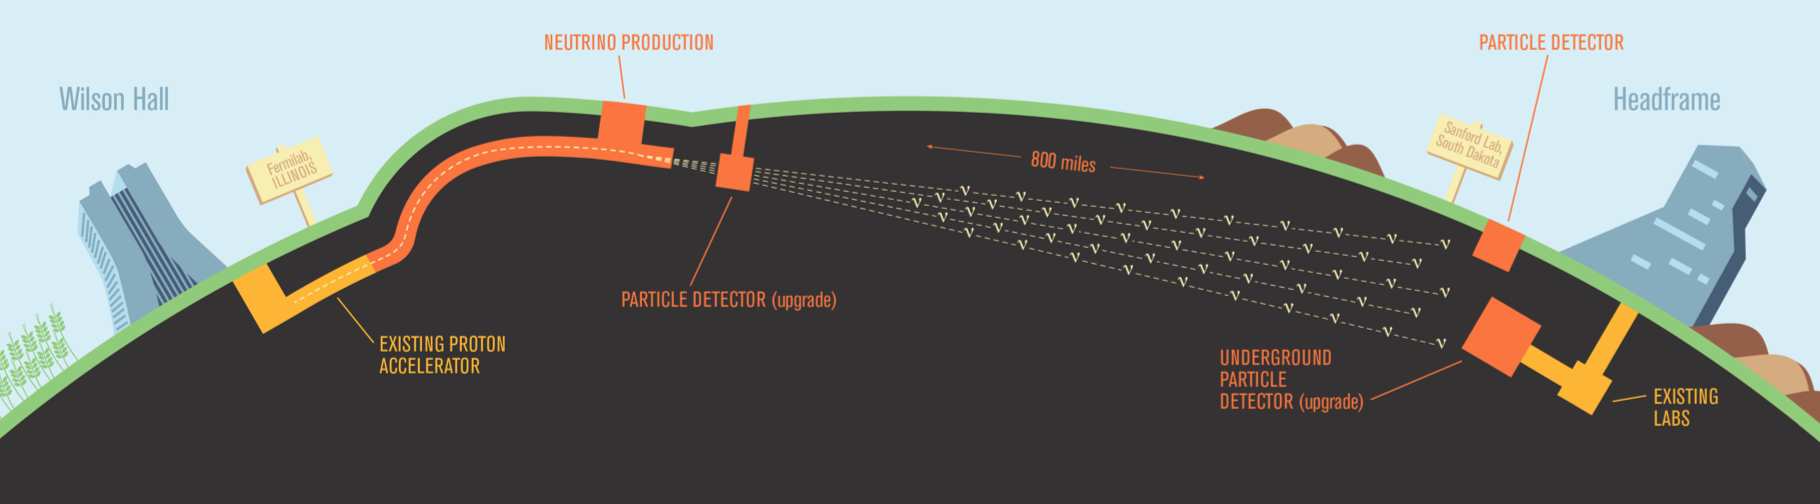 NEUTRINO PRODUCTION
PARTICLE DETECTOR
Wilson Hall
Headframe
Fermilab,
ILLINOIS
Sanford Lab,
South Dakota
800 miles
ν ν ν ν ν ν ν ν ν ν
ν ν ν ν ν ν ν ν ν ν
ν ν ν ν ν ν ν ν ν ν
ν ν ν ν ν ν ν ν ν ν
ν ν ν ν ν ν ν ν ν ν
PARTICLE DETECTOR (upgrade)
EXISTING PROTON
ACCELERATOR
UNDERGROUND
PARTICLE
DETECTOR (upgrade)
EXISTING
LABS